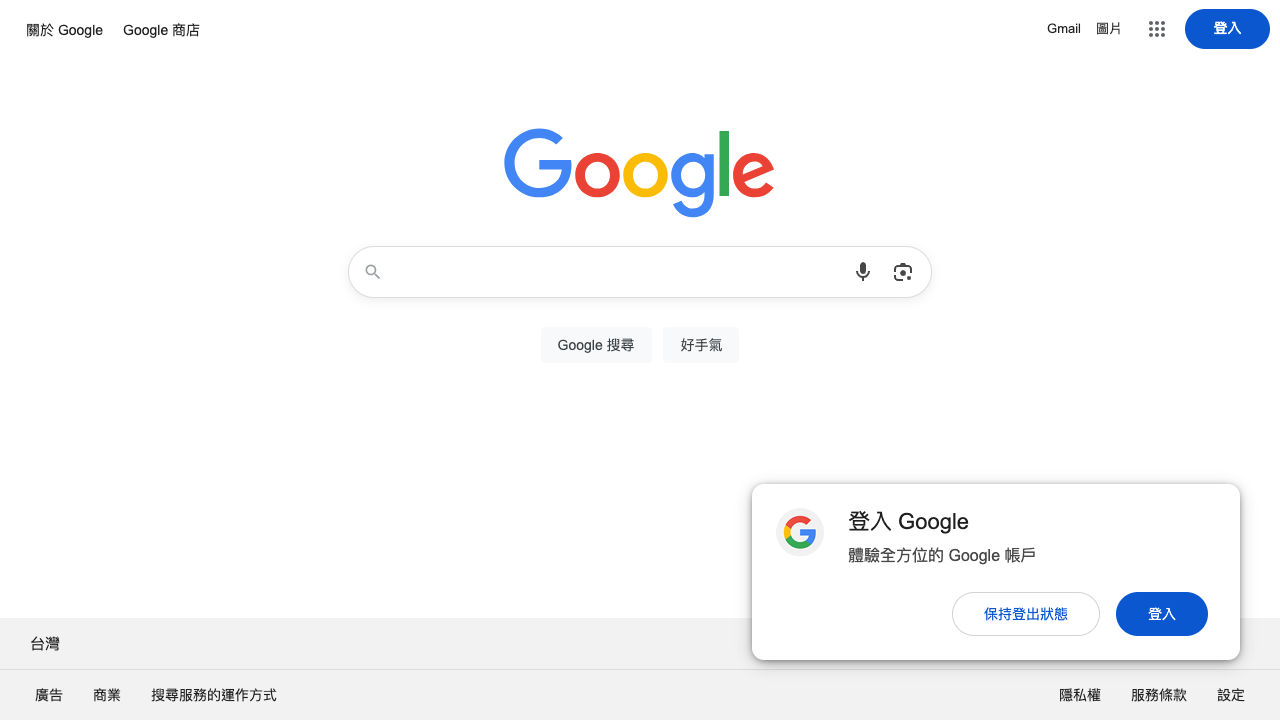 關於 Google
Google 商店
Gmail
圖片
登入
Google
Google 搜尋
好手氣
登入 Google
體驗全方位的 Google 帳戶
保持登出狀態
登入
台灣
廣告
商業
搜尋服務的運作方式
隱私權
服務條款
設定